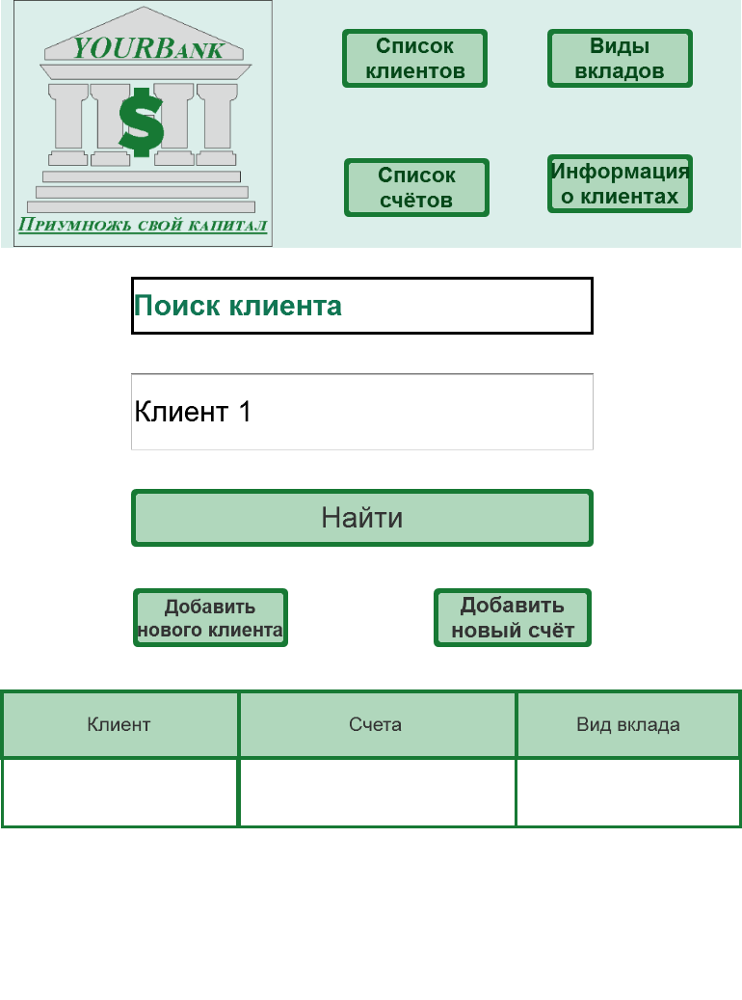 YOURBANK
$
ПРИУМНОЖЬ СВОЙ КАПИТАЛ
Список
клиентов
Виды
вкладов
Список
счётов
Информация
о клиентах
Поиск клиента
Клиент 1
Найти
Добавить
нового клиента
Добавить
новый счёт
Клиент
Счета
Вид вклада